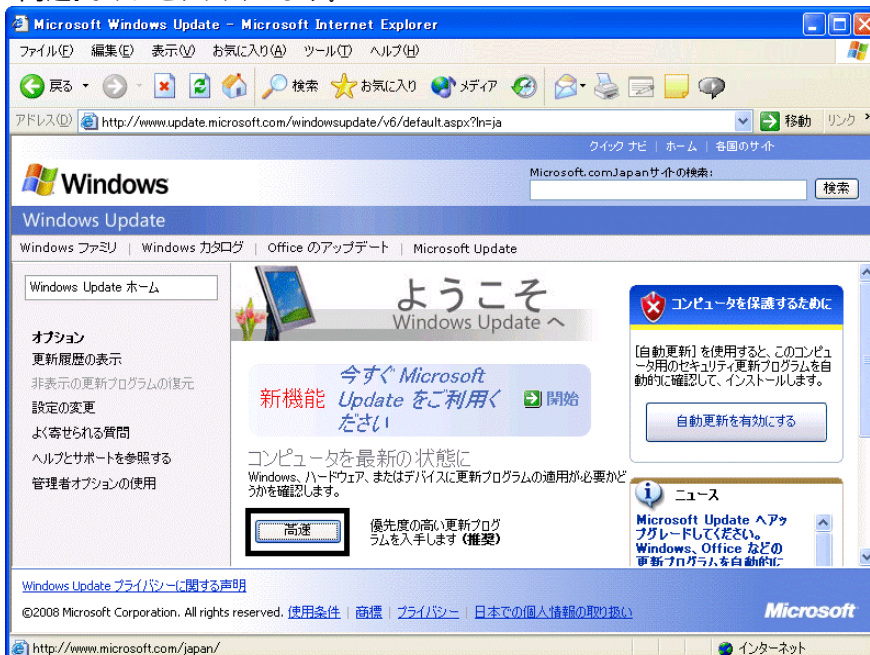 Microsoft Windows Update - Microsoft Internet Explorer
ファイル(F) 編集(E) 表示(V) お気に入り(A) ツール(T) ヘルプ(H)
戻る 検索 お気に入り メディア
アドレス(D) http://www.update.microsoft.com/windowsupdate/v6/default.aspx?ln=ja 移動 リンク
クイック ナビ | ホーム | 各国のサイト
Windows
Microsoft.comJapanサイトの検索:
検索
Windows Update
Windows ファミリ | Windows カタログ | Office のアップデート | Microsoft Update
Windows Update ホーム
オプション
更新履歴の表示
非表示の更新プログラムの復元
設定の変更
よく寄せられる質問
ヘルプとサポートを参照する
管理者オプションの使用
ようこそ
Windows Update へ
新機能
今すぐ Microsoft
Update をご利用く
ださい
開始
コンピュータを最新の状態に
Windows、ハードウェア、またはデバイスに更新プログラムの適用が必要かど
うかを確認します。
高速
優先度の高い更新プログ
ラムを入手します (推奨)
コンピュータを保護するために
[自動更新] を使用すると、このコンピュ
ータ用のセキュリティ更新プログラムを自
動的に確認して、インストールします。
自動更新を有効にする
ニュース
Microsoft Update へアッ
プグレードしてください。
Windows、Office などの
更新プログラムを自動的に
Windows Update プライバシーに関する声明
©2008 Microsoft Corporation. All rights reserved. 使用条件 | 商標 | プライバシー | 日本での個人情報の取り扱い
Microsoft
http://www.microsoft.com/japan/ インターネット